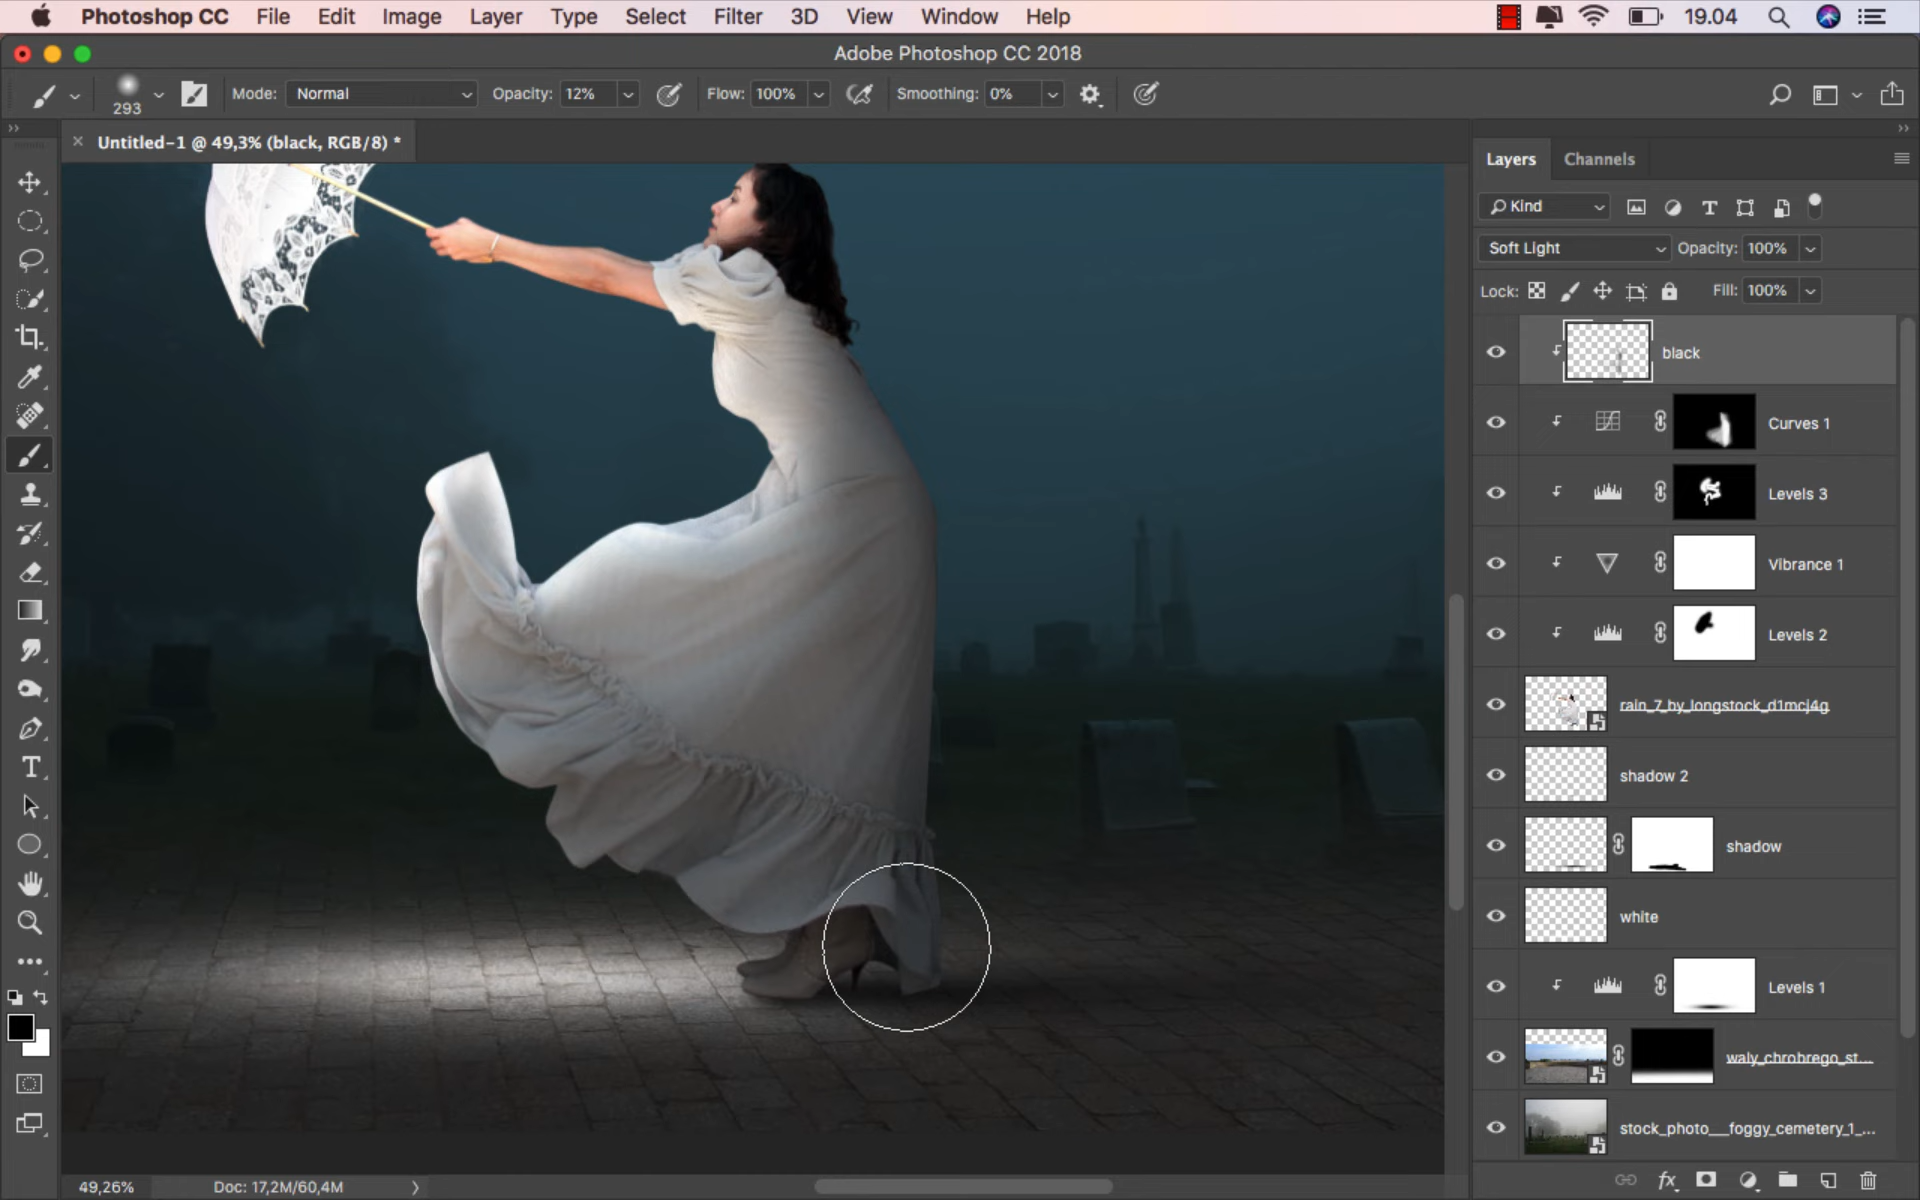 Photoshop CC File Edit Image Layer Type Select Filter 3D View Window Help 19.04
Adobe Photoshop CC 2018
293 Mode: Normal Opacity: 12% Flow: 100% Smoothing: 0%
Untitled-1 @ 49,3% (black, RGB/8) *
Layers Channels
Kind
Soft Light Opacity: 100%
Lock: Fill: 100%
black
Curves 1
Levels 3
Vibrance 1
Levels 2
rain_7_by_longstock_d1mcj4g
shadow 2
shadow
white
Levels 1
waly_chrobrego_st...
stock_photo__foggy_cemetery_1_...
49,26% Doc: 17,2M/60,4M